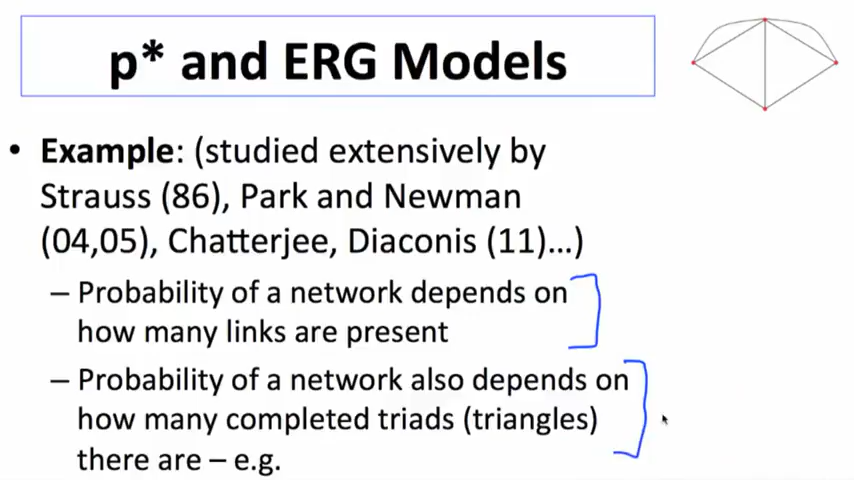 p* and ERG Models
• Example: (studied extensively by
Strauss (86), Park and Newman
(04,05), Chatterjee, Diaconis (11)…)
– Probability of a network depends on
how many links are present
– Probability of a network also depends on
how many completed triads (triangles)
there are – e.g.